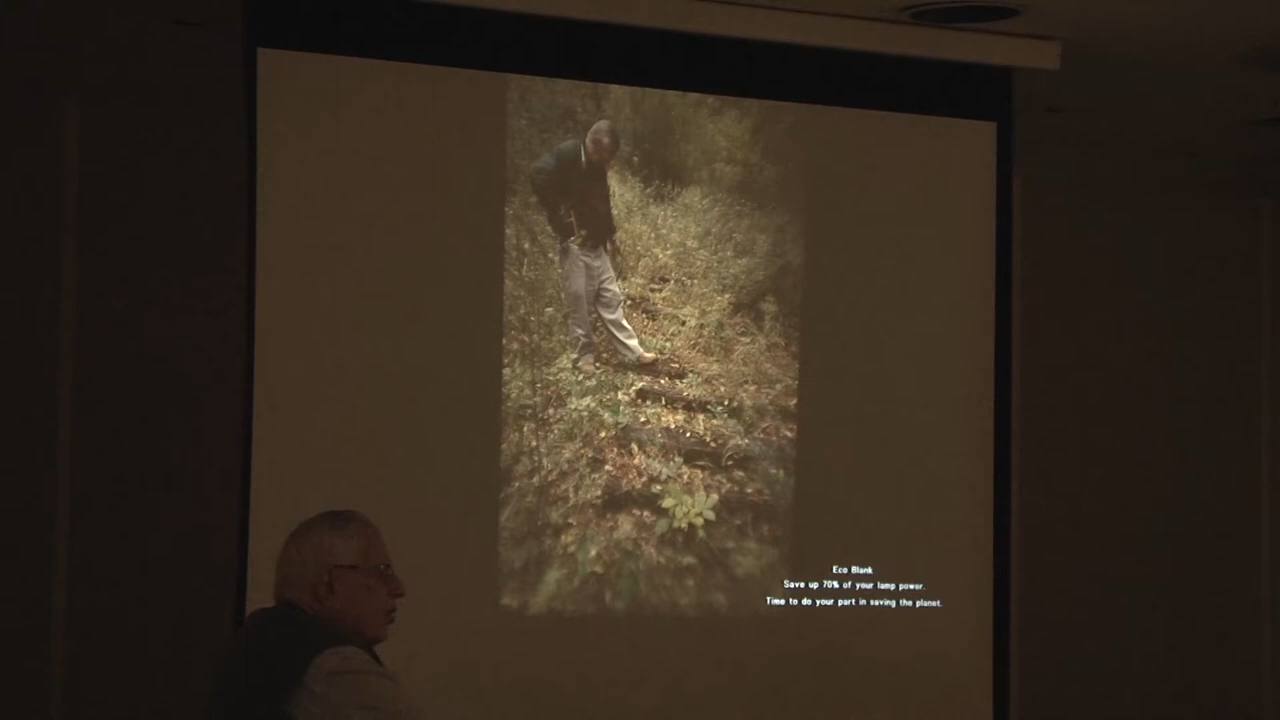 Eco Blank
Save up 70% of your lamp power.
Time to do your part in saving the planet.